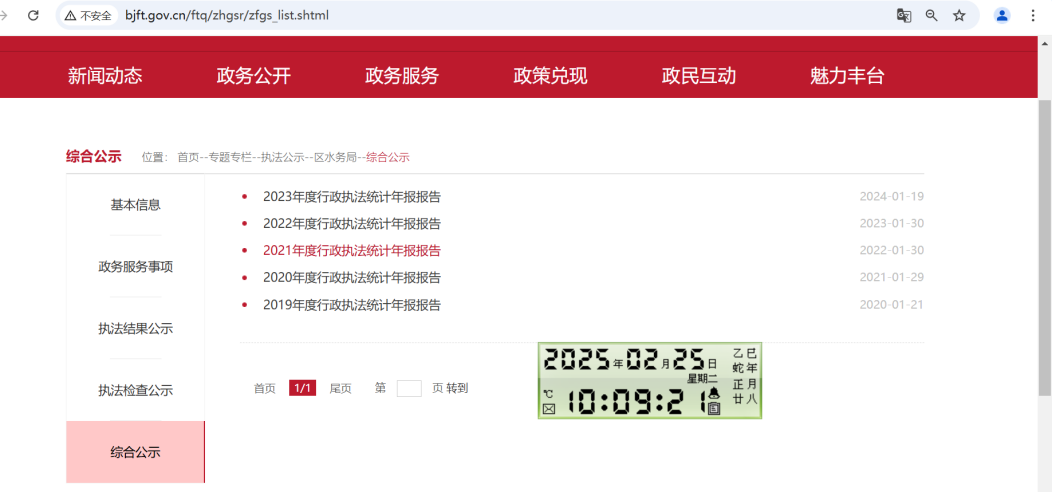 不安全 bjft.gov.cn/ftq/zhgsr/zfgs_list.shtml
新闻动态 政务公开 政务服务 政策兑现 政民互动 魅力丰台
综合公示 位置： 首页--专题专栏--执法公示--区水务局--综合公示
基本信息
政务服务事项
执法结果公示
执法检查公示
综合公示
2023年度行政执法统计年报报告 2024-01-19
2022年度行政执法统计年报报告 2023-01-30
2021年度行政执法统计年报报告 2022-01-30
2020年度行政执法统计年报报告 2021-01-29
2019年度行政执法统计年报报告 2020-01-21
首页 1/1 尾页 第 页 转到
2025年02月25日
星期二
℃ 10:09:21
乙巳
蛇年
正月
廿八